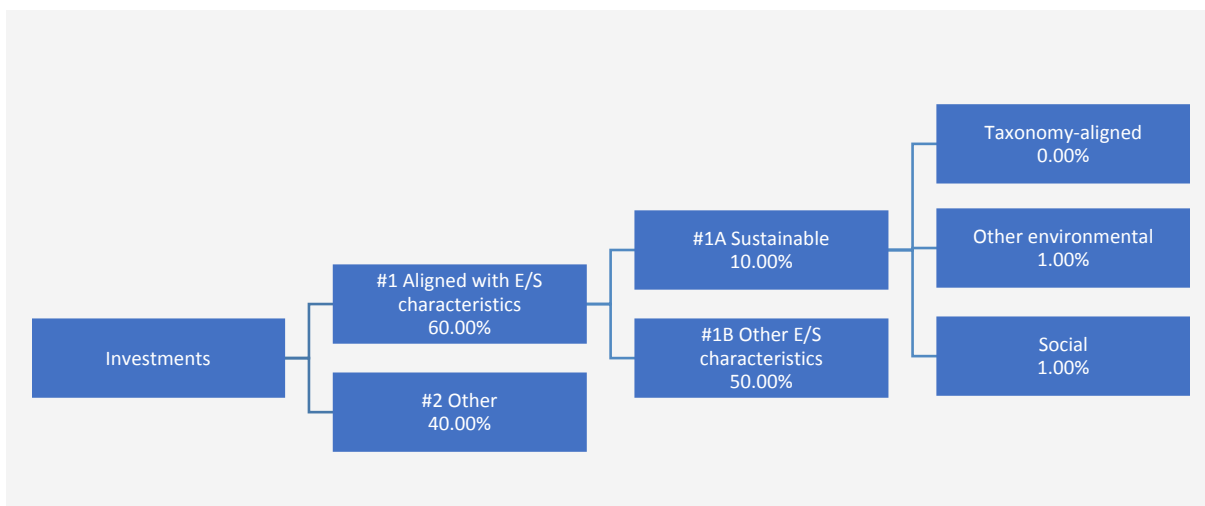 Investments
#1 Aligned with E/S
characteristics
60.00%
#2 Other
40.00%
#1A Sustainable
10.00%
#1B Other E/S
characteristics
50.00%
Taxonomy-aligned
0.00%
Other environmental
1.00%
Social
1.00%